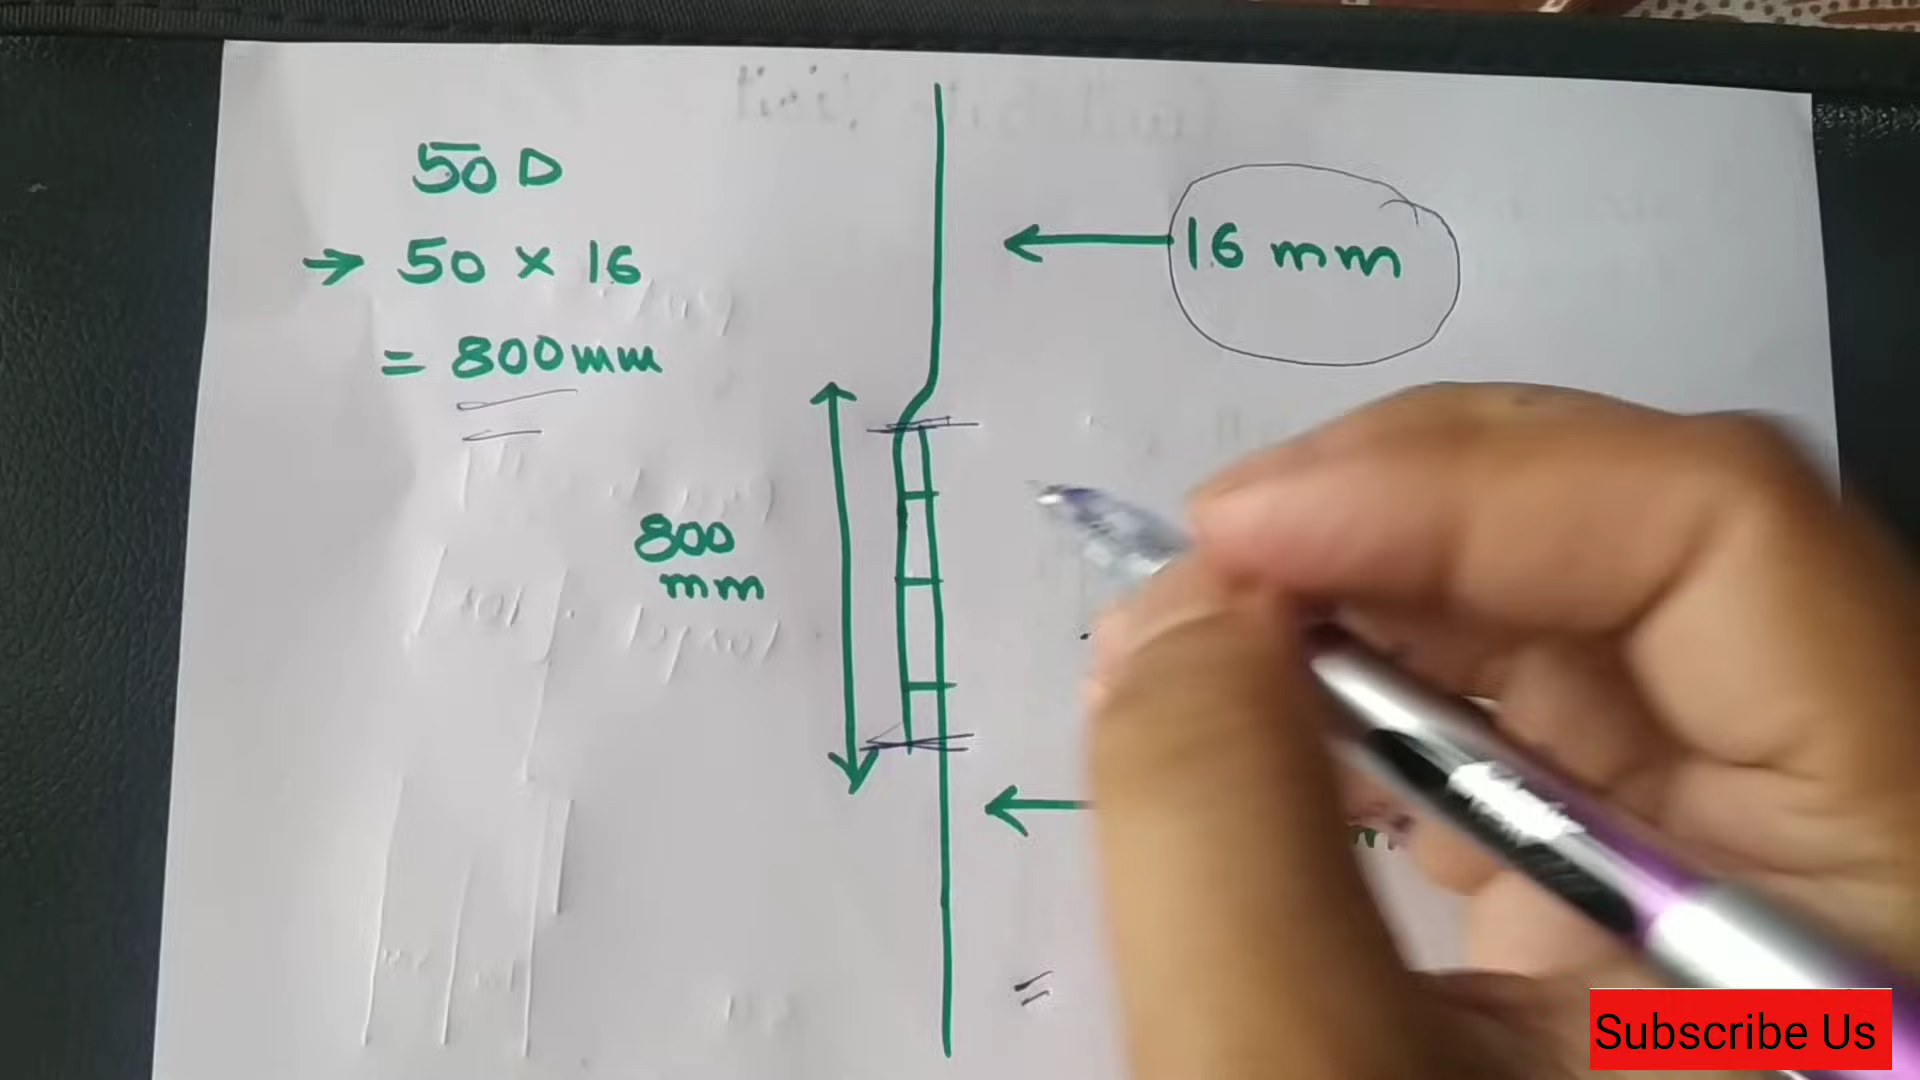 50 D
→ 50 × 16
= 800mm
16 mm
800
mm
=
Subscribe Us